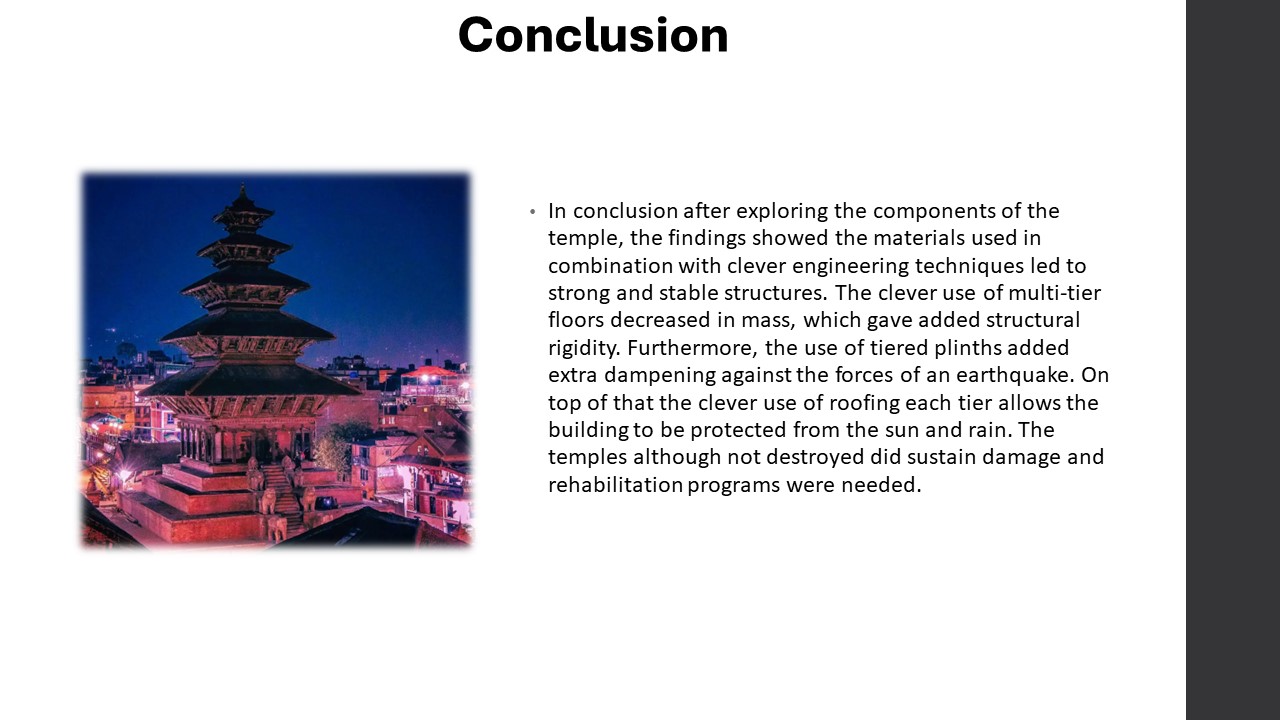 Conclusion
• In conclusion after exploring the components of the
temple, the findings showed the materials used in
combination with clever engineering techniques led to
strong and stable structures. The clever use of multi-tier
floors decreased in mass, which gave added structural
rigidity. Furthermore, the use of tiered plinths added
extra dampening against the forces of an earthquake. On
top of that the clever use of roofing each tier allows the
building to be protected from the sun and rain. The
temples although not destroyed did sustain damage and
rehabilitation programs were needed.